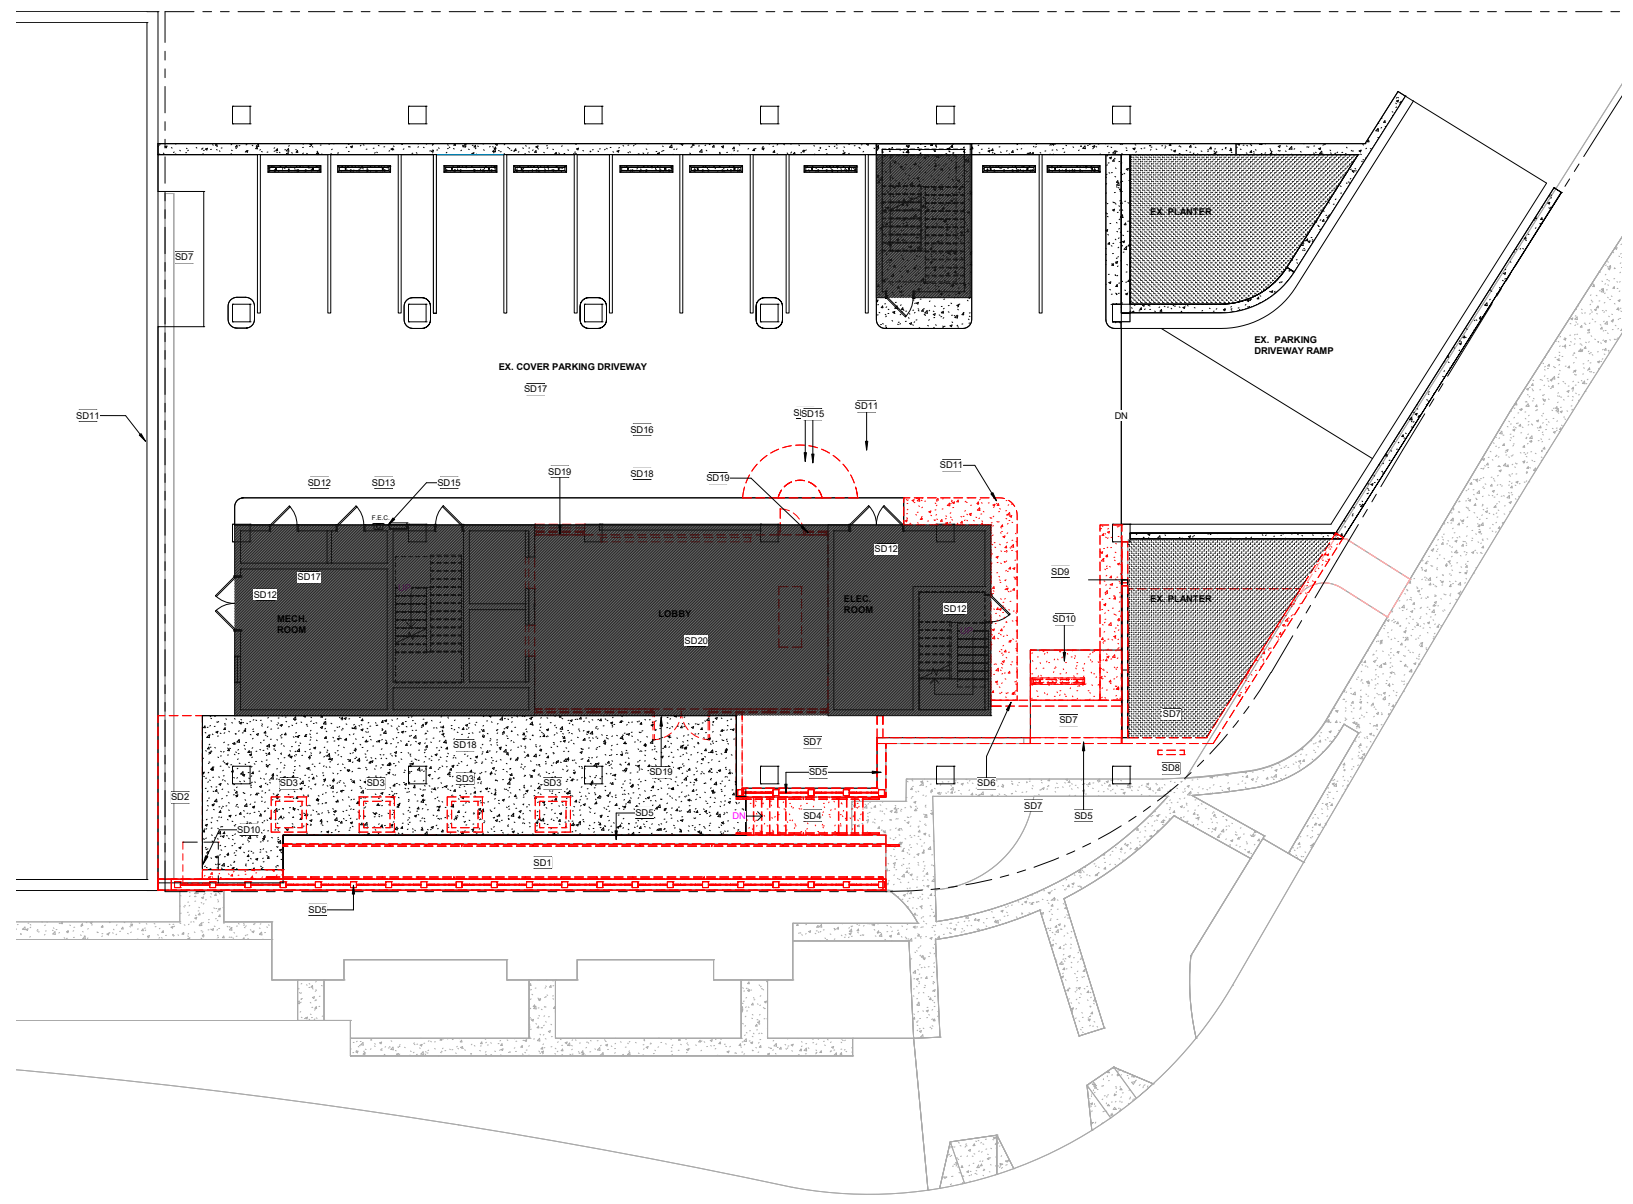 EX. PLANTER
SD7
EX. PARKING
DRIVEWAY RAMP
EX. COVER PARKING DRIVEWAY
SD17
SD11
SD15
SD11
DN
SD16
SD11
SD19
SD18
SD19
SD12
SD13
SD15
F.E.C.
SD12
SD17
SD12
SD9
MECH.
ROOM
LOBBY
ELEC.
ROOM
SD12
EX. PLANTER
SD10
SD20
SD7
SD7
SD18
SD7
SD19
SD5
SD6
SD8
SD3
SD3
SD3
SD3
SD2
SD7
SD5
DN
SD4
SD5
SD10
SD1
SD5